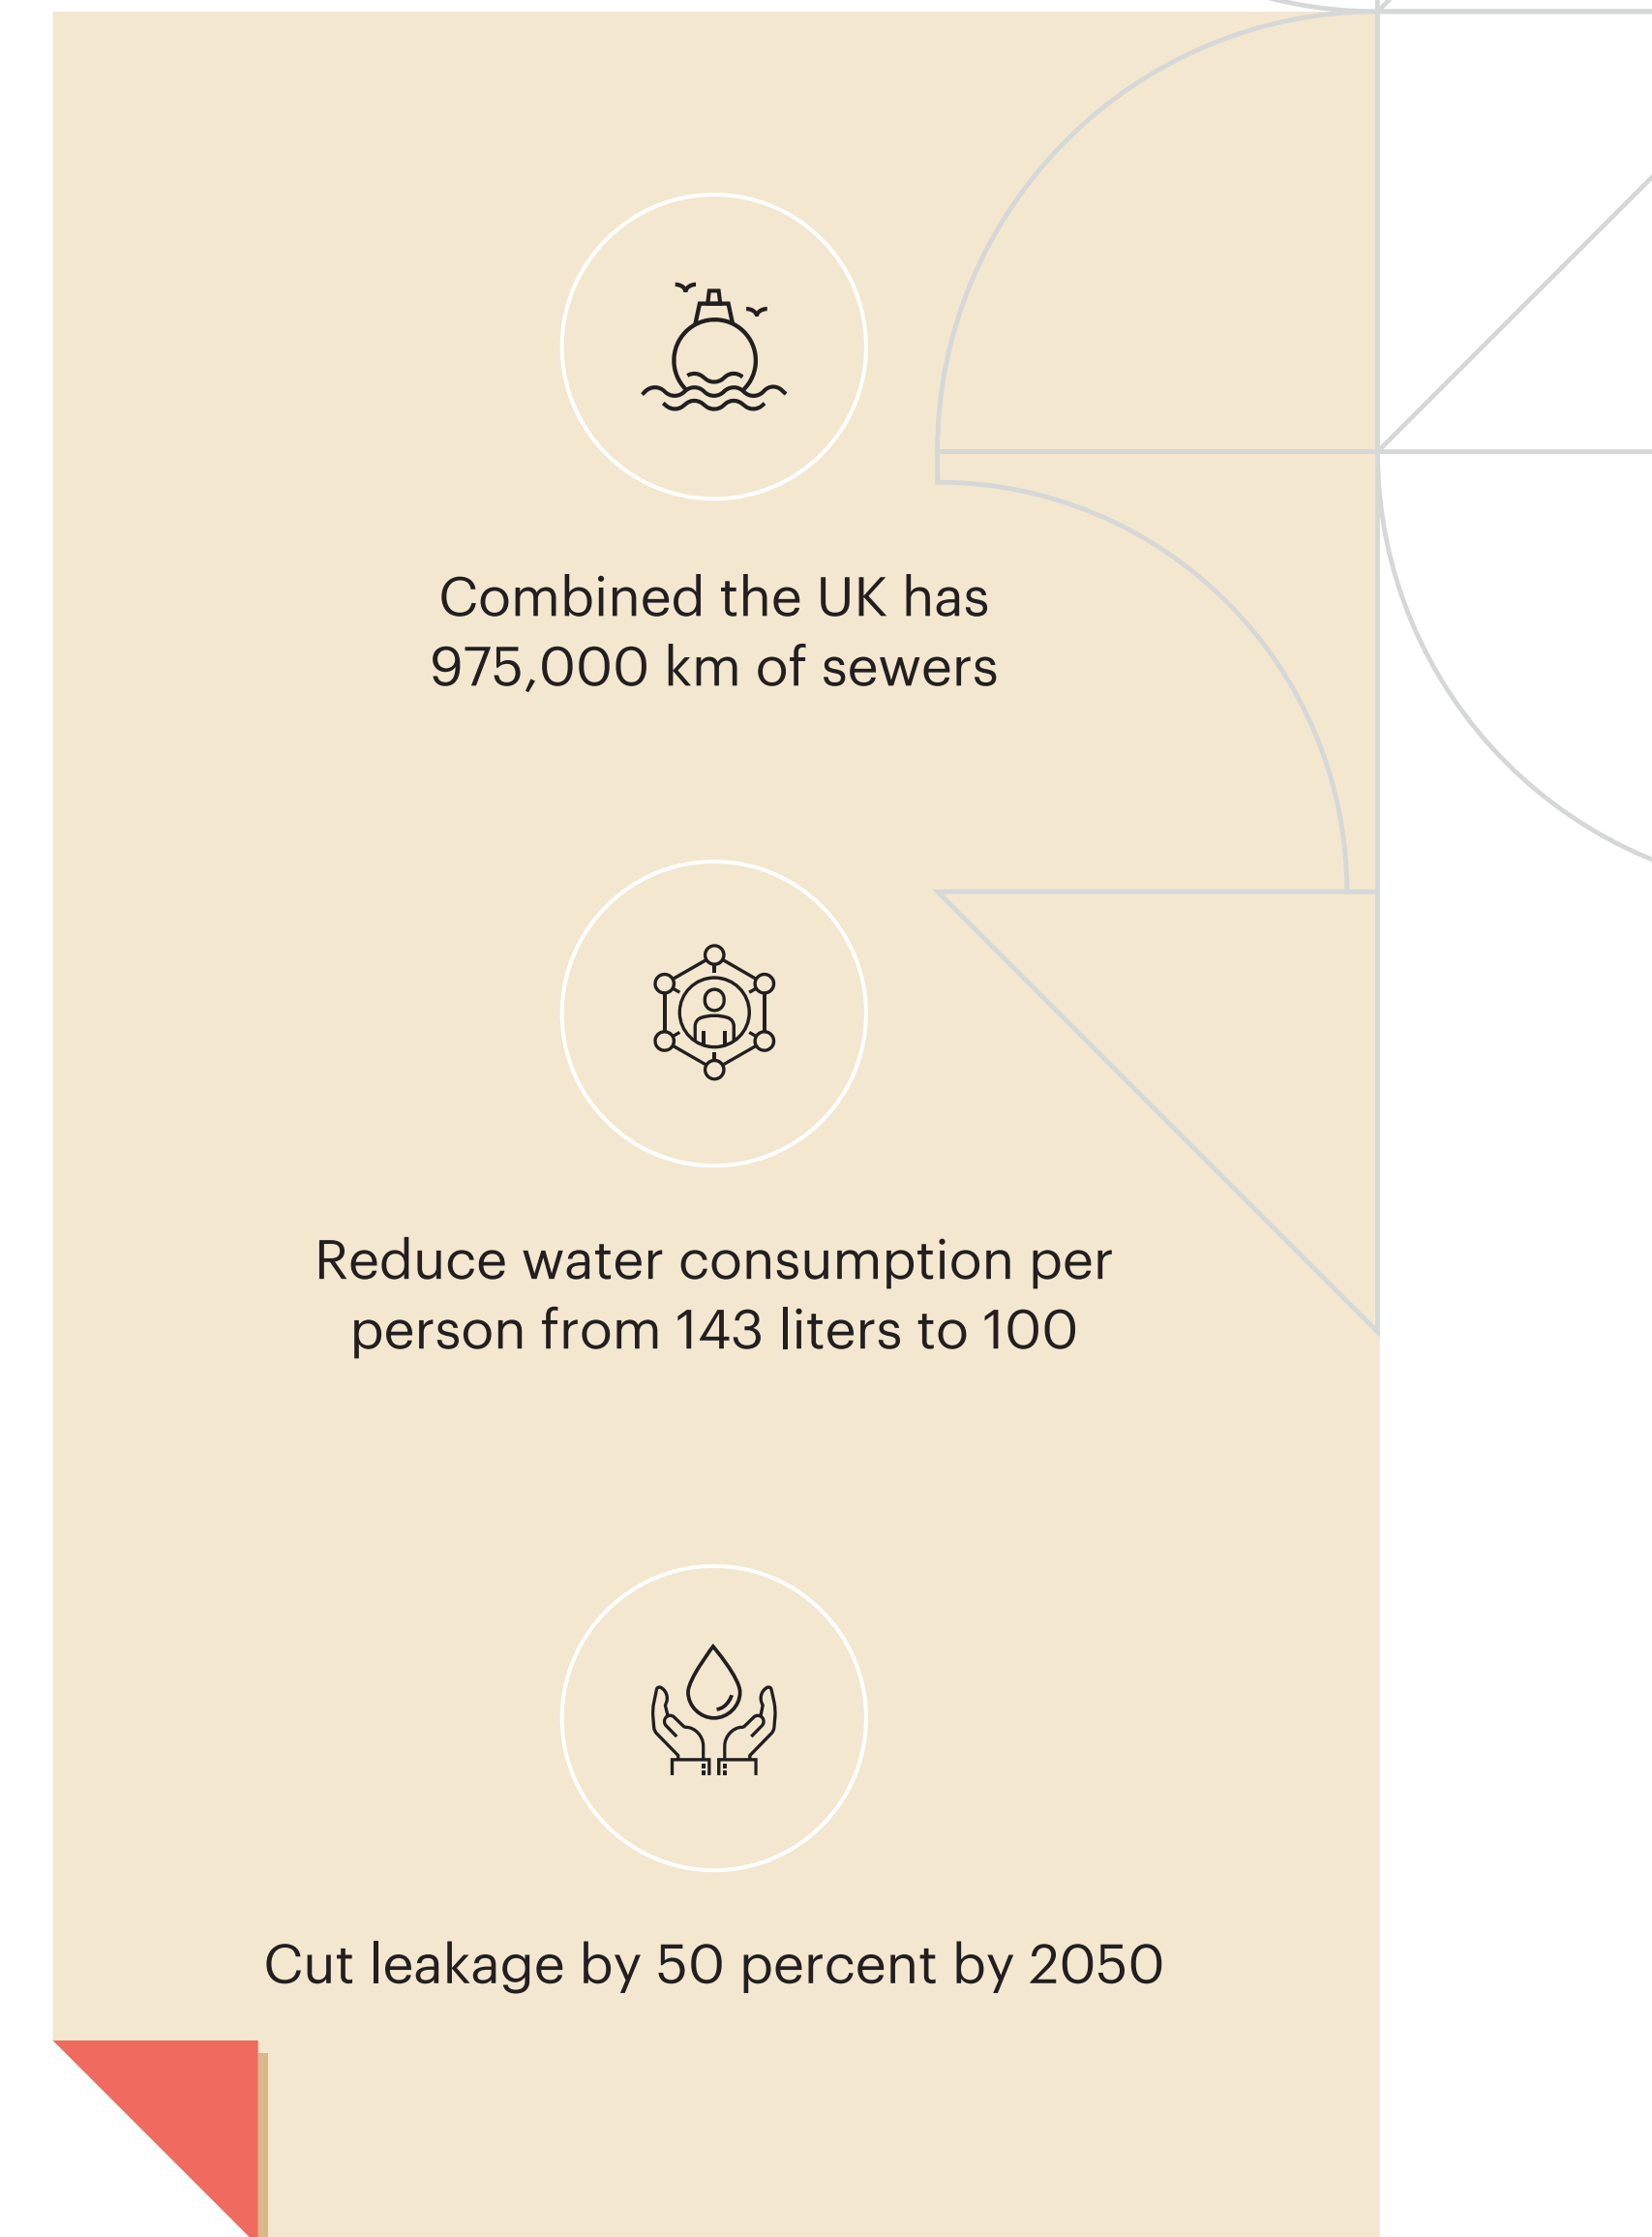 Combined the UK has
975,000 km of sewers
Reduce water consumption per
person from 143 liters to 100
Cut leakage by 50 percent by 2050